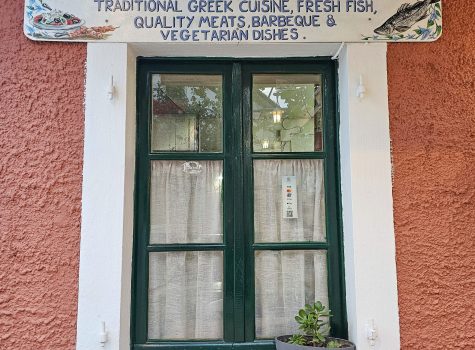 TRADITIONAL GREEK CUISINE, FRESH FISH,
QUALITY MEATS, BARBEQUE &
VEGETARIAN DISHES.